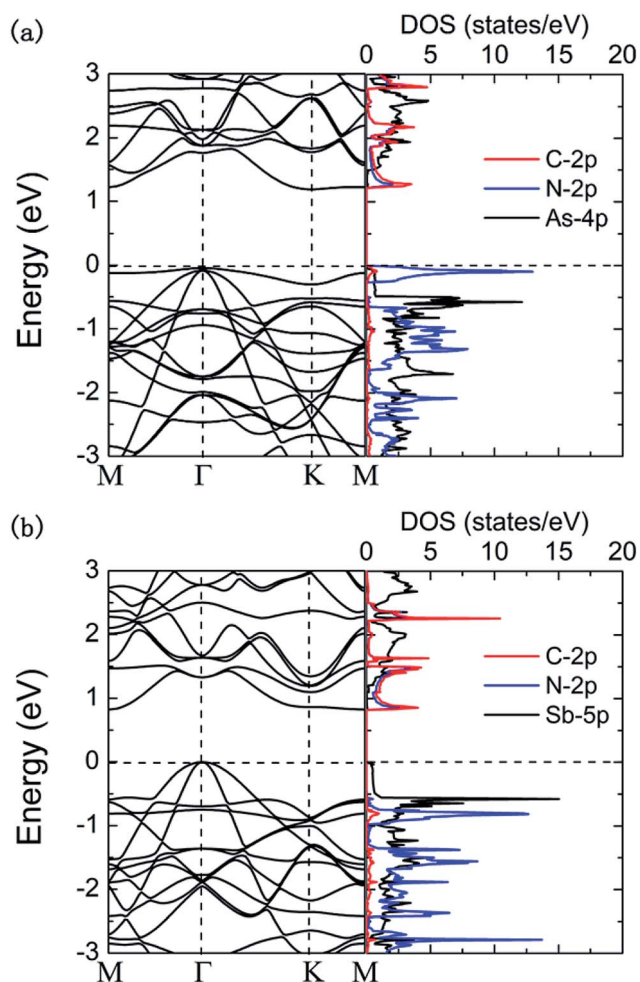 (a)
DOS (states/eV)
0 5 10 15 20
3
2
1
0
-1
-2
-3
Energy (eV)
C-2p
N-2p
As-4p
M Γ K M
(b)
DOS (states/eV)
0 5 10 15 20
3
2
1
0
-1
-2
-3
Energy (eV)
C-2p
N-2p
Sb-5p
M Γ K M